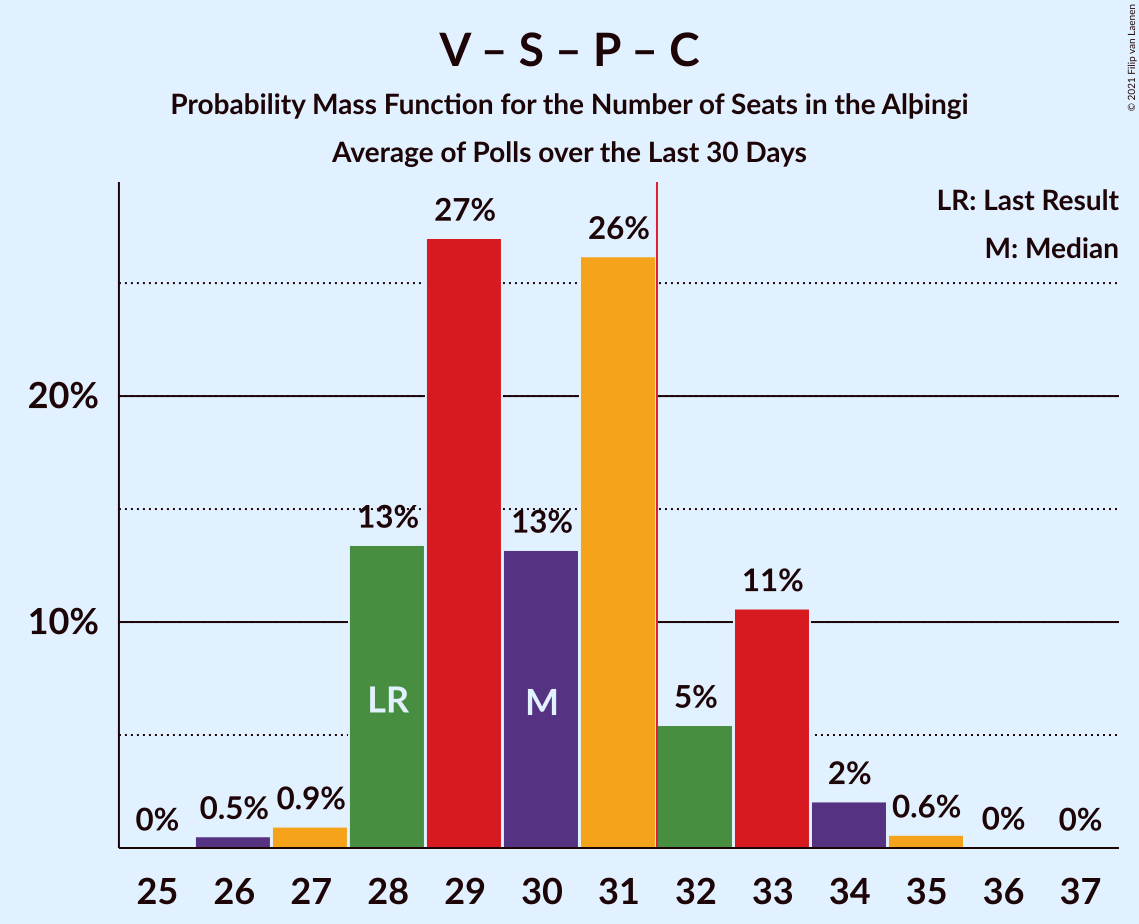 V – S – P – C
Probability Mass Function for the Number of Seats in the Alþingi
Average of Polls over the Last 30 Days
© 2021 Filip van Laenen
LR: Last Result
M: Median
27%
26%
20%
13%
13%
11%
10%
LR
M
5%
2%
0%
0.5%
0.9%
0.6%
0%
0%
25 26 27 28 29 30 31 32 33 34 35 36 37